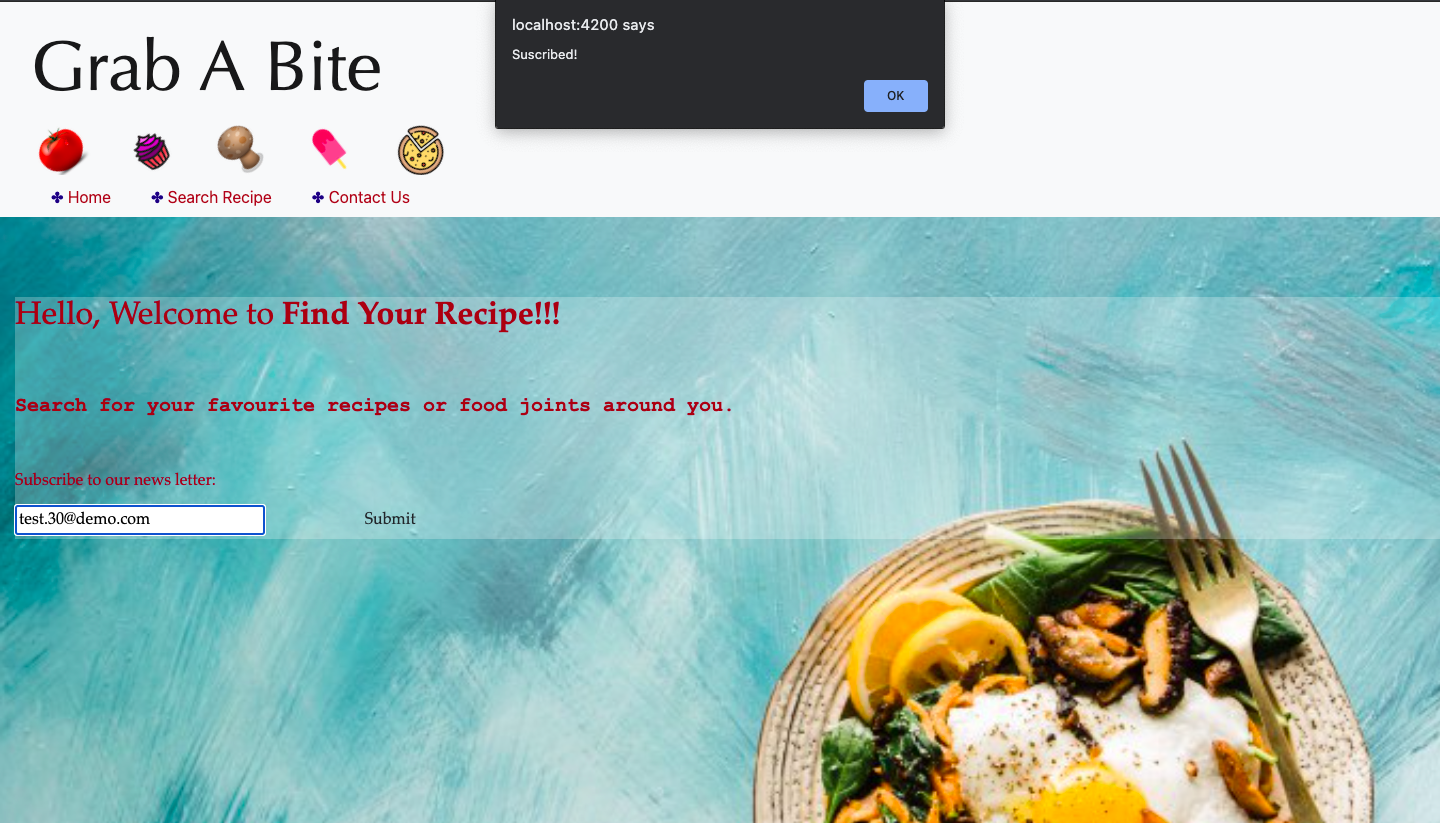 localhost:4200 says
Suscribed!
OK
Grab A Bite
✤ Home ✤ Search Recipe ✤ Contact Us
Hello, Welcome to Find Your Recipe!!!
Search for your favourite recipes or food joints around you.
Subscribe to our news letter:
test.30@demo.com Submit